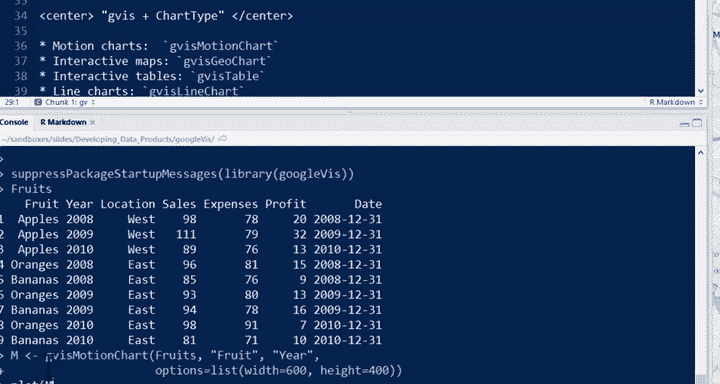 34 <center> "gvis + ChartType" </center>
35
36 * Motion charts: `gvisMotionChart`
37 * Interactive maps: `gvisGeoChart`
38 * Interactive tables: `gvisTable`
39 * Line charts: `gvisLineChart`
29:1 Chunk 1: gv R Markdown
Console R Markdown ×
~/sandboxes/slides/Developing_Data_Products/googleVis/
>
> suppressPackageStartupMessages(library(googleVis))
> Fruits
Fruit Year Location Sales Expenses Profit Date
1 Apples 2008 West 98 78 20 2008-12-31
2 Apples 2009 West 111 79 32 2009-12-31
3 Apples 2010 West 89 76 13 2010-12-31
4 Oranges 2008 East 96 81 15 2008-12-31
5 Bananas 2008 East 85 76 9 2008-12-31
6 Oranges 2009 East 93 80 13 2009-12-31
7 Bananas 2009 East 94 78 16 2009-12-31
8 Oranges 2010 East 98 91 7 2010-12-31
9 Bananas 2010 East 81 71 10 2010-12-31
> M <- gvisMotionChart(Fruits, "Fruit", "Year",
+ options=list(width=600, height=400))
> plot(M